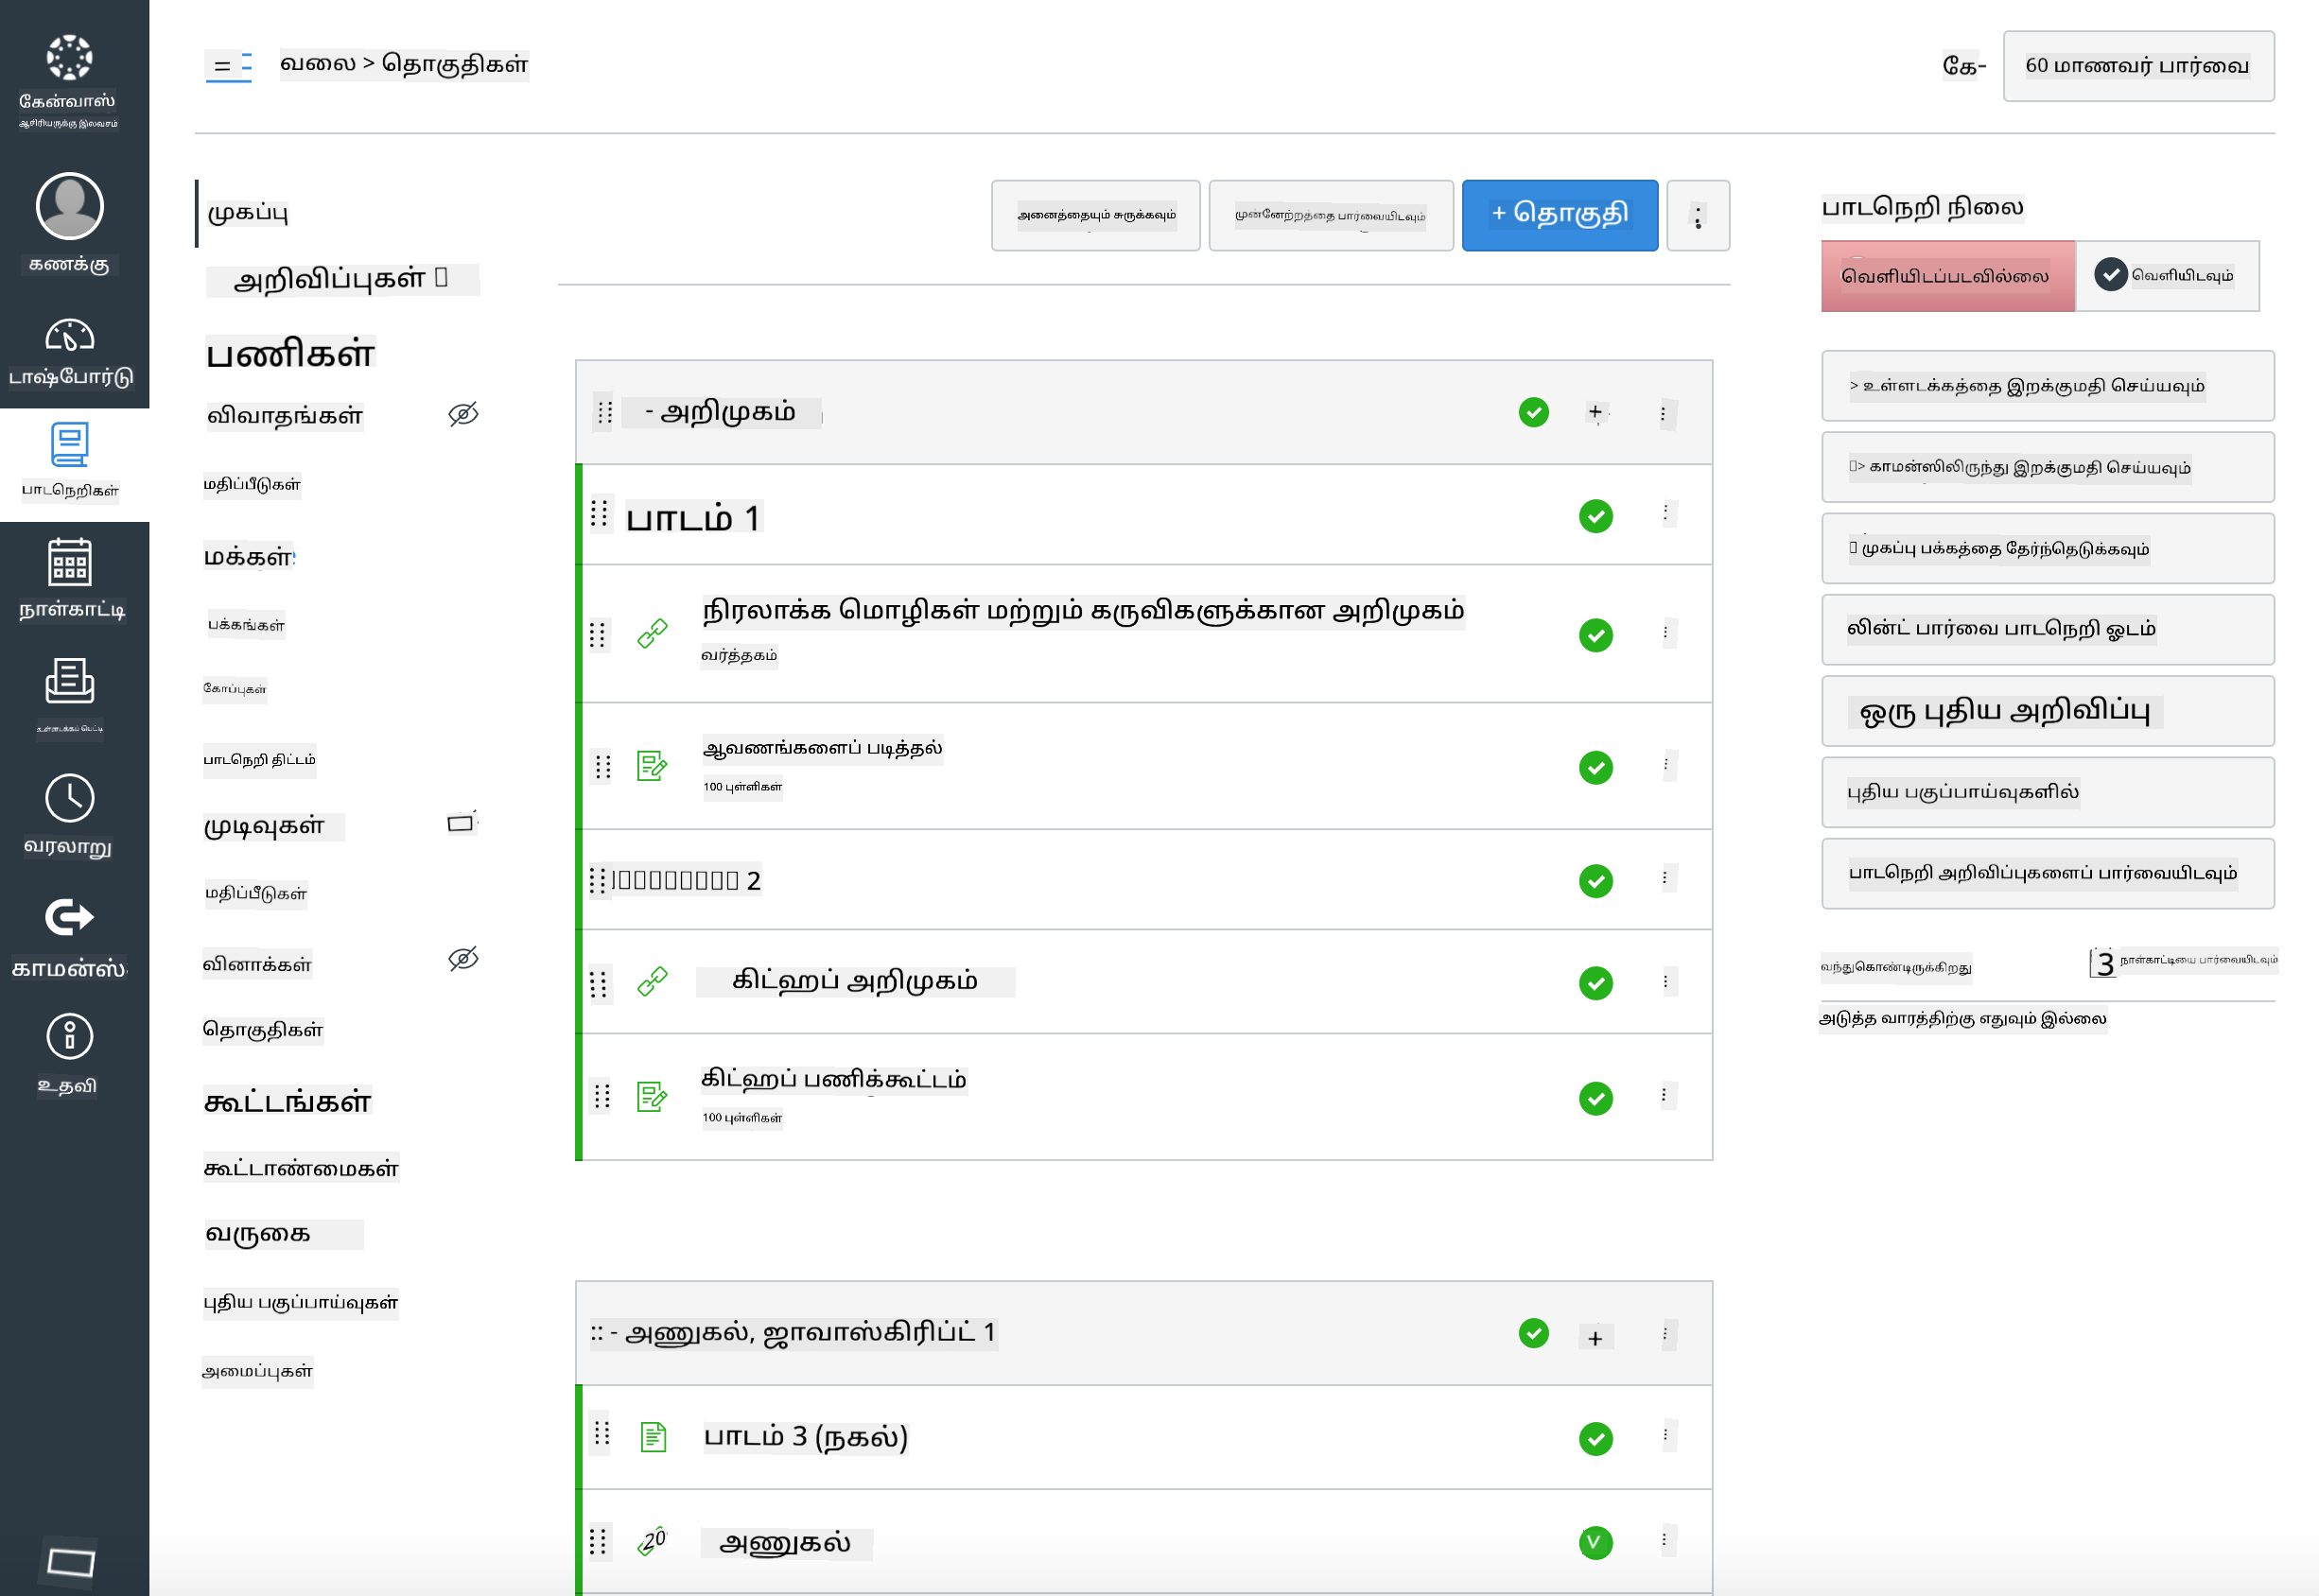 கேன்வாஸ்
ஆசிரியருக்கு இலவசம்
கணக்கு
டாஷ்போர்டு
பாடநெறிகள்
நாள்காட்டி
உள்ளடக்கப் பெட்டி
வரலாறு
காமன்ஸ்
உதவி
வலை > தொகுதிகள்
கே-
60 மாணவர் பார்வை
முகப்பு
அறிவிப்புகள்
பணிகள்
விவாதங்கள்
மதிப்பீடுகள்
மக்கள்
பக்கங்கள்
கோப்புகள்
பாடநெறி திட்டம்
முடிவுகள்
மதிப்பீடுகள்
வினாக்கள்
தொகுதிகள்
கூட்டங்கள்
கூட்டாண்மைகள்
வருகை
புதிய பகுப்பாய்வுகள்
அமைப்புகள்
அனைத்தையும் சுருக்கவும்
முன்னேற்றத்தை பார்வையிடவும்
+ தொகுதி
- அறிமுகம்
பாடம் 1
நிரலாக்க மொழிகள் மற்றும் கருவிகளுக்கான அறிமுகம்
வர்த்தகம்
ஆவணங்களைப் படித்தல்
100 புள்ளிகள்
2
கிட்ஹப் அறிமுகம்
கிட்ஹப் பணிக்கூட்டம்
100 புள்ளிகள்
:: - அணுகல், ஜாவாஸ்கிரிப்ட் 1
பாடம் 3 (நகல்)
20
அணுகல்
பாடநெறி நிலை
வெளியிடப்படவில்லை
வெளியிடவும்
> உள்ளடக்கத்தை இறக்குமதி செய்யவும்
> காமன்ஸிலிருந்து இறக்குமதி செய்யவும்
முகப்பு பக்கத்தை தேர்ந்தெடுக்கவும்
லின்ட் பார்வை பாடநெறி ஓடம்
ஒரு புதிய அறிவிப்பு
புதிய பகுப்பாய்வுகளில்
பாடநெறி அறிவிப்புகளைப் பார்வையிடவும்
வந்துகொண்டிருக்கிறது
3 நாள்காட்டியை பார்வையிடவும்
அடுத்த வாரத்திற்கு எதுவும் இல்லை